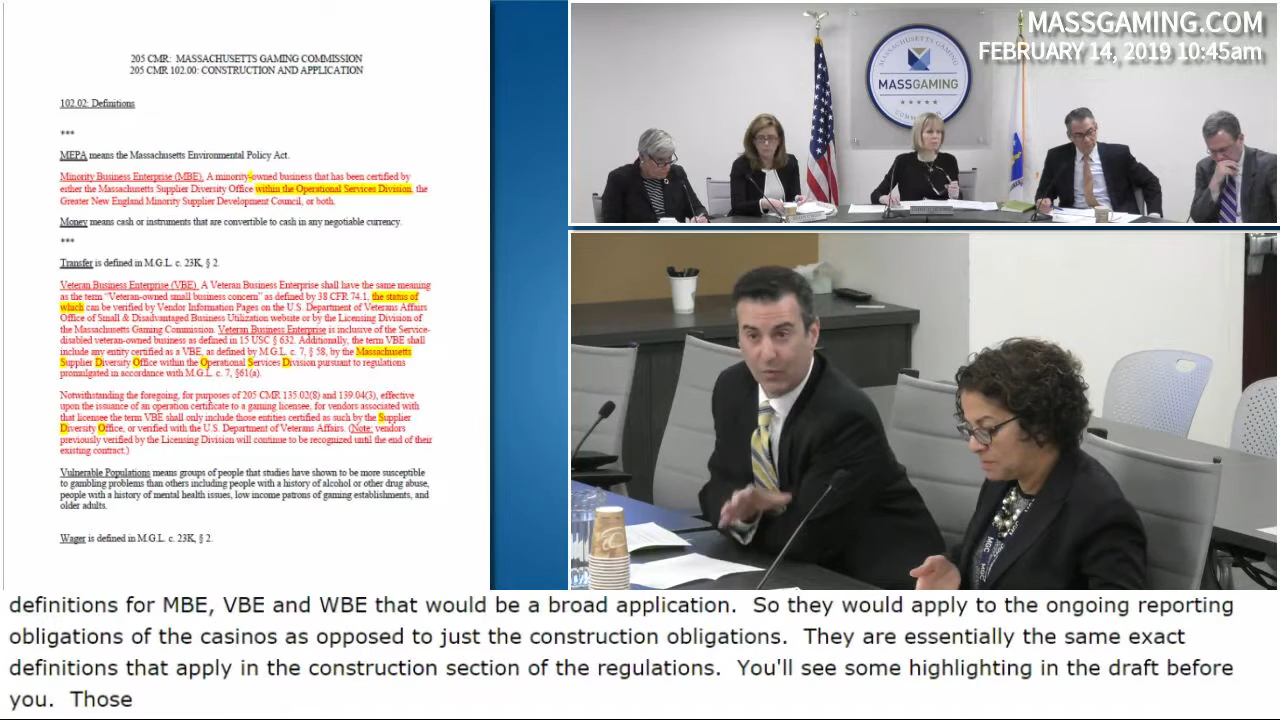 205 CMR: MASSACHUSETTS GAMING COMMISSION
205 CMR 102.00: CONSTRUCTION AND APPLICATION
102.02: Definitions
***
MEPA means the Massachusetts Environmental Policy Act.
Minority Business Enterprise (MBE). A minority-owned business that has been certified by
either the Massachusetts Supplier Diversity Office within the Operational Services Division, the
Greater New England Minority Supplier Development Council, or both.
Money means cash or instruments that are convertible to cash in any negotiable currency.
***
Transfer is defined in M.G.L. c. 23K, § 2.
Veteran Business Enterprise (VBE). A Veteran Business Enterprise shall have the same meaning
as the term "Veteran-owned small business concern" as defined by 38 CFR 74.1, the status of
which can be verified by Vendor Information Pages on the U.S. Department of Veterans Affairs
Office of Small & Disadvantaged Business Utilization website or by the Licensing Division of
the Massachusetts Gaming Commission. Veteran Business Enterprise is inclusive of the Service-
disabled veteran-owned business as defined in 15 USC § 632. Additionally, the term VBE shall
include any entity certified as a VBE, as defined by M.G.L. c. 7, § 58, by the Massachusetts
Supplier Diversity Office within the Operational Services Division pursuant to regulations
promulgated in accordance with M.G.L. c. 7, §61(a).
Notwithstanding the foregoing, for purposes of 205 CMR 135.02(8) and 139.04(3), effective
upon the issuance of an operation certificate to a gaming licensee, for vendors associated with
that licensee the term VBE shall only include those entities certified as such by the Supplier
Diversity Office, or verified with the U.S. Department of Veterans Affairs. (Note: vendors
previously verified by the Licensing Division will continue to be recognized until the end of their
existing contract.)
Vulnerable Populations means groups of people that studies have shown to be more susceptible
to gambling problems than others including people with a history of alcohol or other drug abuse,
people with a history of mental health issues, low income patrons of gaming establishments, and
older adults.
Wager is defined in M.G.L. c. 23K, § 2.
MASSGAMING.COM
FEBRUARY 14, 2019 10:45am
MASSACHUSETTS GAMING
MASSGAMING
MGC
definitions for MBE, VBE and WBE that would be a broad application.  So they would apply to the ongoing reporting
obligations of the casinos as opposed to just the construction obligations.  They are essentially the same exact
definitions that apply in the construction section of the regulations.  You'll see some highlighting in the draft before
you.  Those